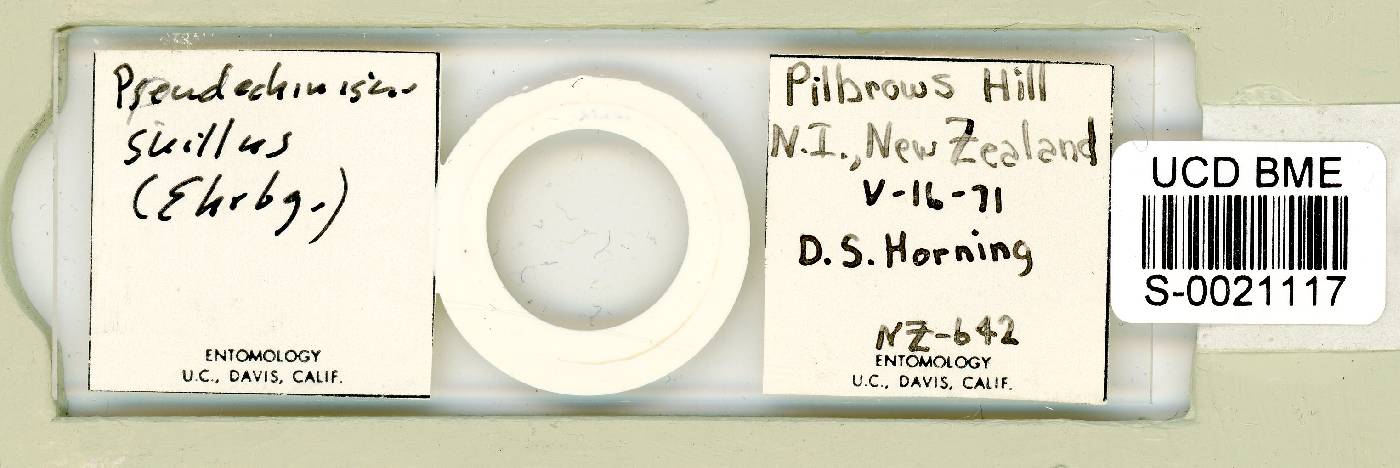 Pseudechiniscus
suillus
(Ehrbg.)
ENTOMOLOGY
U.C., DAVIS, CALIF.
Pilbrows Hill
N.I., New Zealand
V-16-71
D.S. Horning
NZ-642
ENTOMOLOGY
U.C., DAVIS, CALIF.
UCD BME
S-0021117